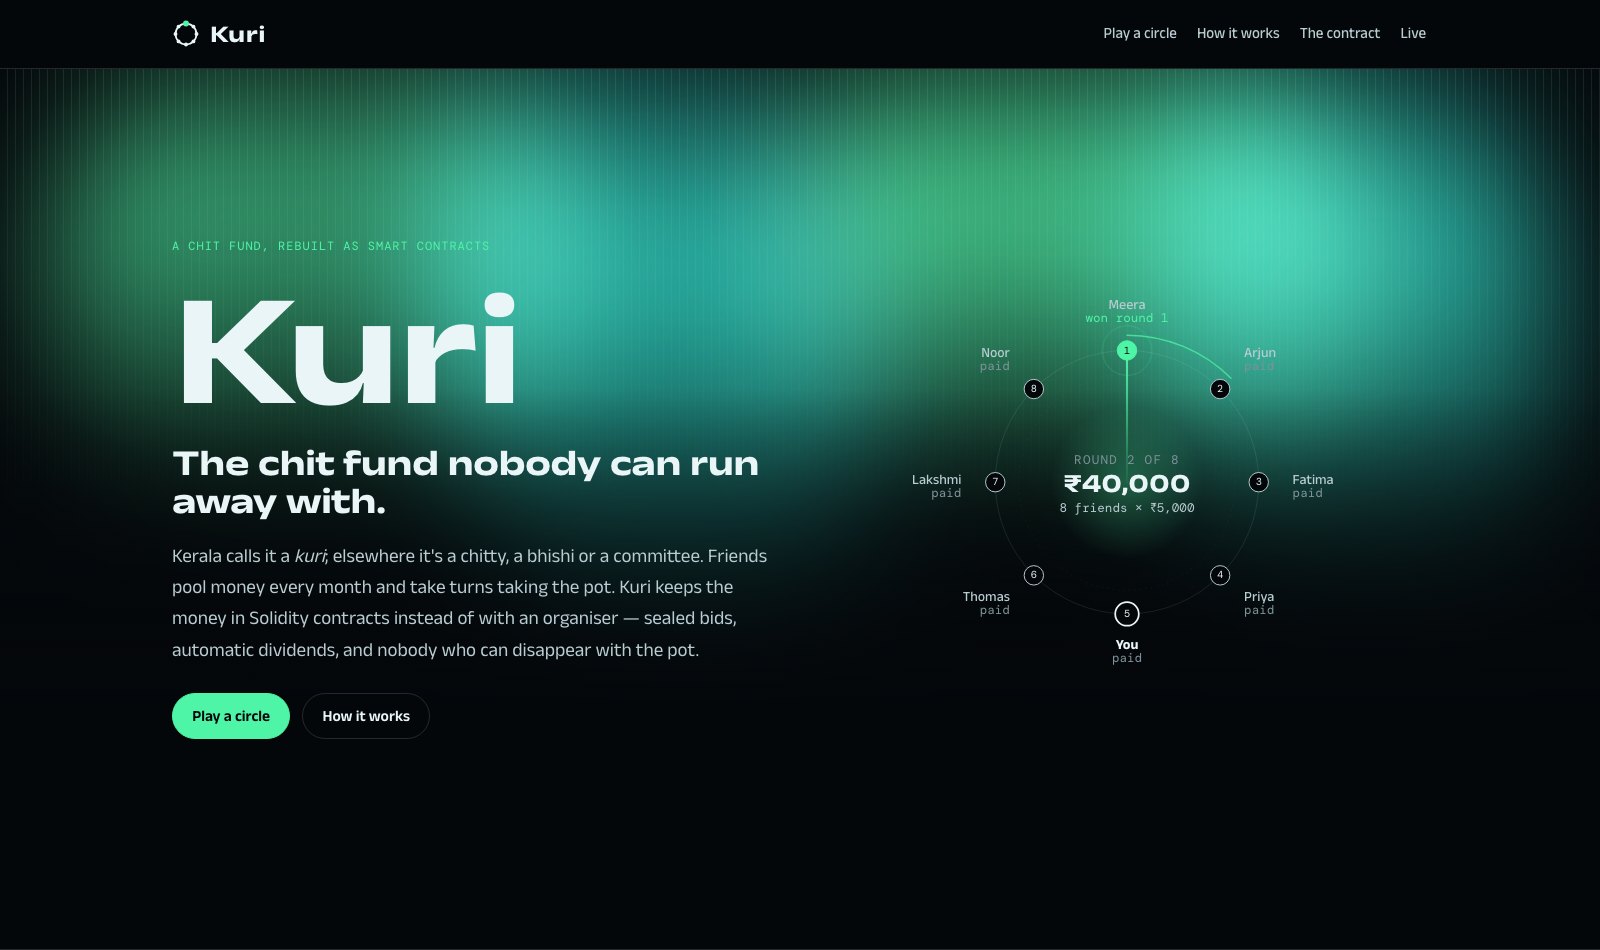 Kuri
Play a circle
How it works
The contract
Live
A CHIT FUND, REBUILT AS SMART CONTRACTS
Kuri
The chit fund nobody can run
away with.
Kerala calls it a kuri; elsewhere it's a chitty, a bhishi or a committee. Friends
pool money every month and take turns taking the pot. Kuri keeps the
money in Solidity contracts instead of with an organiser — sealed bids,
automatic dividends, and nobody who can disappear with the pot.
Play a circle
How it works
Meera
won round 1
1
Noor
paid
8
Arjun
paid
2
ROUND 2 OF 8
₹40,000
8 friends × ₹5,000
Lakshmi
paid
7
3
Fatima
paid
6
Thomas
paid
4
Priya
paid
5
You
paid